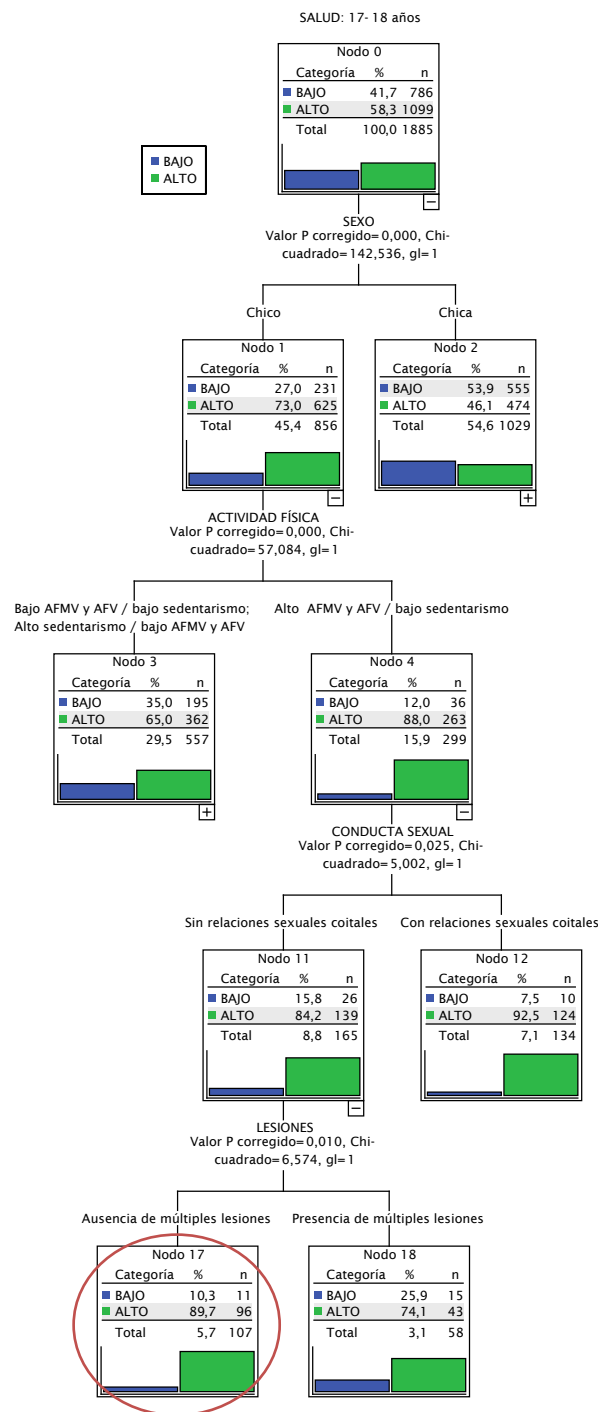 SALUD: 17- 18 años
Nodo 0
Categoría % n
BAJO 41,7 786
ALTO 58,3 1099
Total 100,0 1885
BAJO
ALTO
SEXO
Valor P corregido=0,000, Chi-
cuadrado=142,536, gl=1
Chico
Chica
Nodo 1
Categoría % n
BAJO 27,0 231
ALTO 73,0 625
Total 45,4 856
Nodo 2
Categoría % n
BAJO 53,9 555
ALTO 46,1 474
Total 54,6 1029
ACTIVIDAD FÍSICA
Valor P corregido=0,000, Chi-
cuadrado=57,084, gl=1
Bajo AFMV y AFV / bajo sedentarismo;
Alto sedentarismo / bajo AFMV y AFV
Alto AFMV y AFV / bajo sedentarismo
Nodo 3
Categoría % n
BAJO 35,0 195
ALTO 65,0 362
Total 29,5 557
Nodo 4
Categoría % n
BAJO 12,0 36
ALTO 88,0 263
Total 15,9 299
CONDUCTA SEXUAL
Valor P corregido=0,025, Chi-
cuadrado=5,002, gl=1
Sin relaciones sexuales coitales
Con relaciones sexuales coitales
Nodo 11
Categoría % n
BAJO 15,8 26
ALTO 84,2 139
Total 8,8 165
Nodo 12
Categoría % n
BAJO 7,5 10
ALTO 92,5 124
Total 7,1 134
LESIONES
Valor P corregido=0,010, Chi-
cuadrado=6,574, gl=1
Ausencia de múltiples lesiones
Presencia de múltiples lesiones
Nodo 17
Categoría % n
BAJO 10,3 11
ALTO 89,7 96
Total 5,7 107
Nodo 18
Categoría % n
BAJO 25,9 15
ALTO 74,1 43
Total 3,1 58